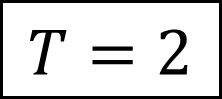 T = 2